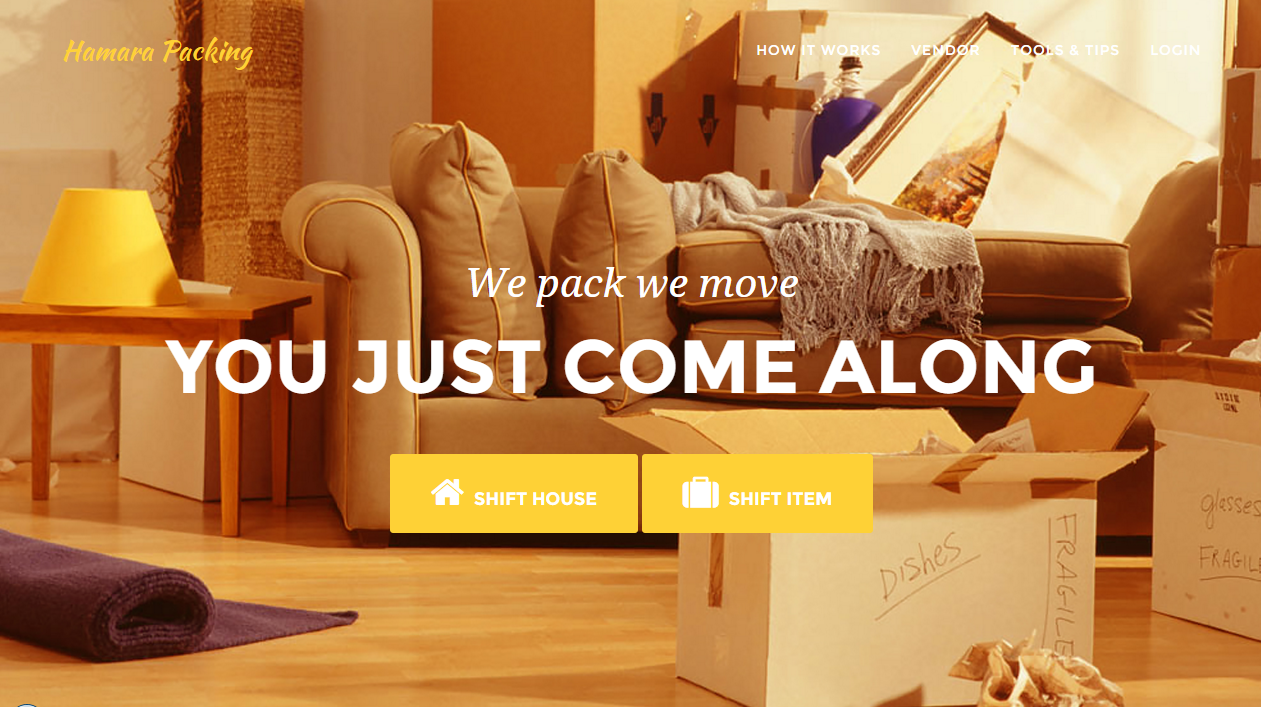 Hamara Packing
HOW IT WORKS VENDOR TOOLS & TIPS LOGIN
We pack we move
YOU JUST COME ALONG
SHIFT HOUSE SHIFT ITEM
DISHES
FRAGILE
glasses
FRAGIL